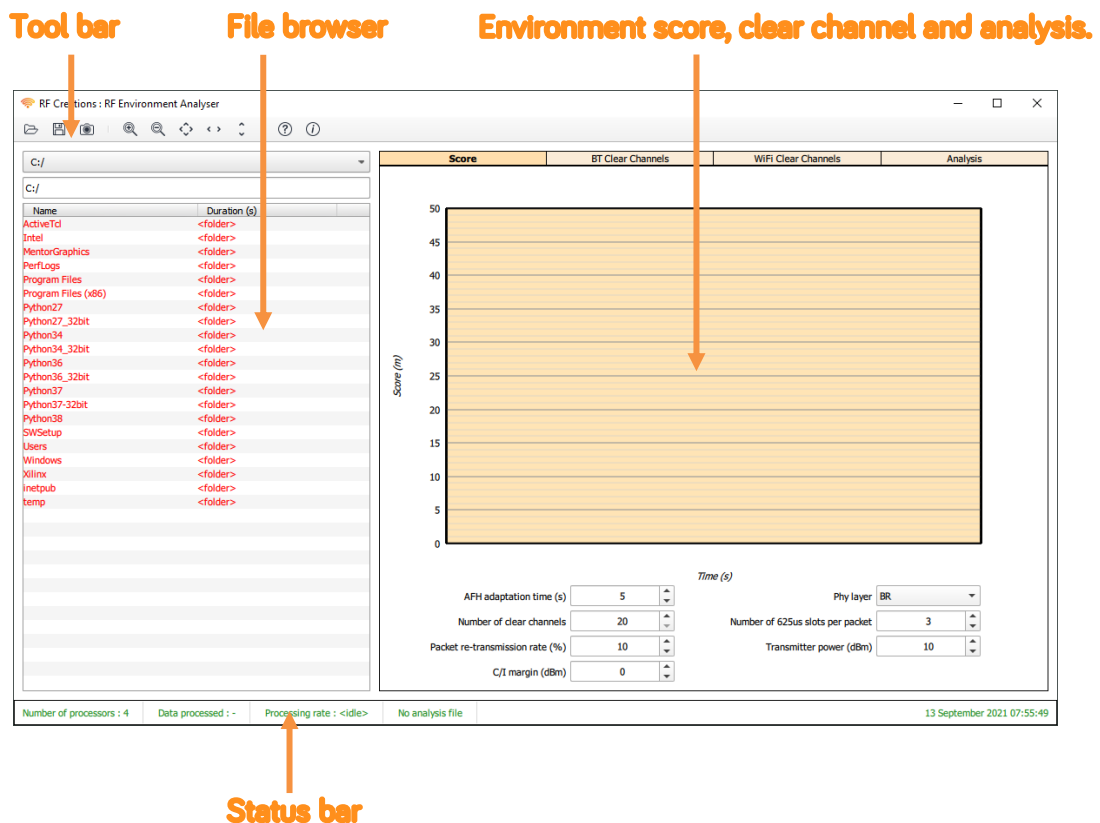 Tool bar
File browser
Environment score, clear channel and analysis.
RF Creations : RF Environment Analyser
C:/
C:/
Name Duration (s)
ActiveTcl <folder>
Intel <folder>
MentorGraphics <folder>
PerfLogs <folder>
Program Files <folder>
Program Files (x86) <folder>
Python27 <folder>
Python27_32bit <folder>
Python34 <folder>
Python34_32bit <folder>
Python36 <folder>
Python36_32bit <folder>
Python37 <folder>
Python37-32bit <folder>
Python38 <folder>
SWSetup <folder>
Users <folder>
Windows <folder>
Xilinx <folder>
inetpub <folder>
temp <folder>
Score BT Clear Channels WiFi Clear Channels Analysis
50
45
40
35
30
25
20
15
10
5
0
Score (m)
Time (s)
AFH adaptation time (s) 5 Phy layer BR
Number of clear channels 20 Number of 625us slots per packet 3
Packet re-transmission rate (%) 10 Transmitter power (dBm) 10
C/I margin (dBm) 0
Number of processors : 4 Data processed : - Processing rate : <idle> No analysis file 13 September 2021 07:55:49
Status bar